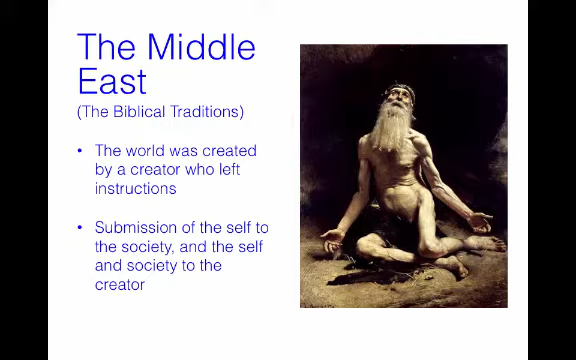 The Middle
East
(The Biblical Traditions)
• The world was created
by a creator who left
instructions
• Submission of the self to
the society, and the self
and society to the
creator